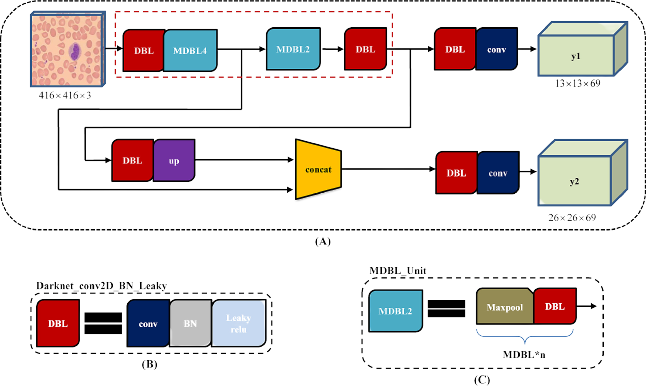 DBL MDBL4 MDBL2 DBL DBL conv y1
416×416×3
13×13×69
DBL up concat DBL conv y2
26×26×69
(A)
Darknet_conv2D_BN_Leaky
DBL conv BN Leaky
relu
(B)
MDBL_Unit
MDBL2 Maxpool DBL
MDBL*n
(C)